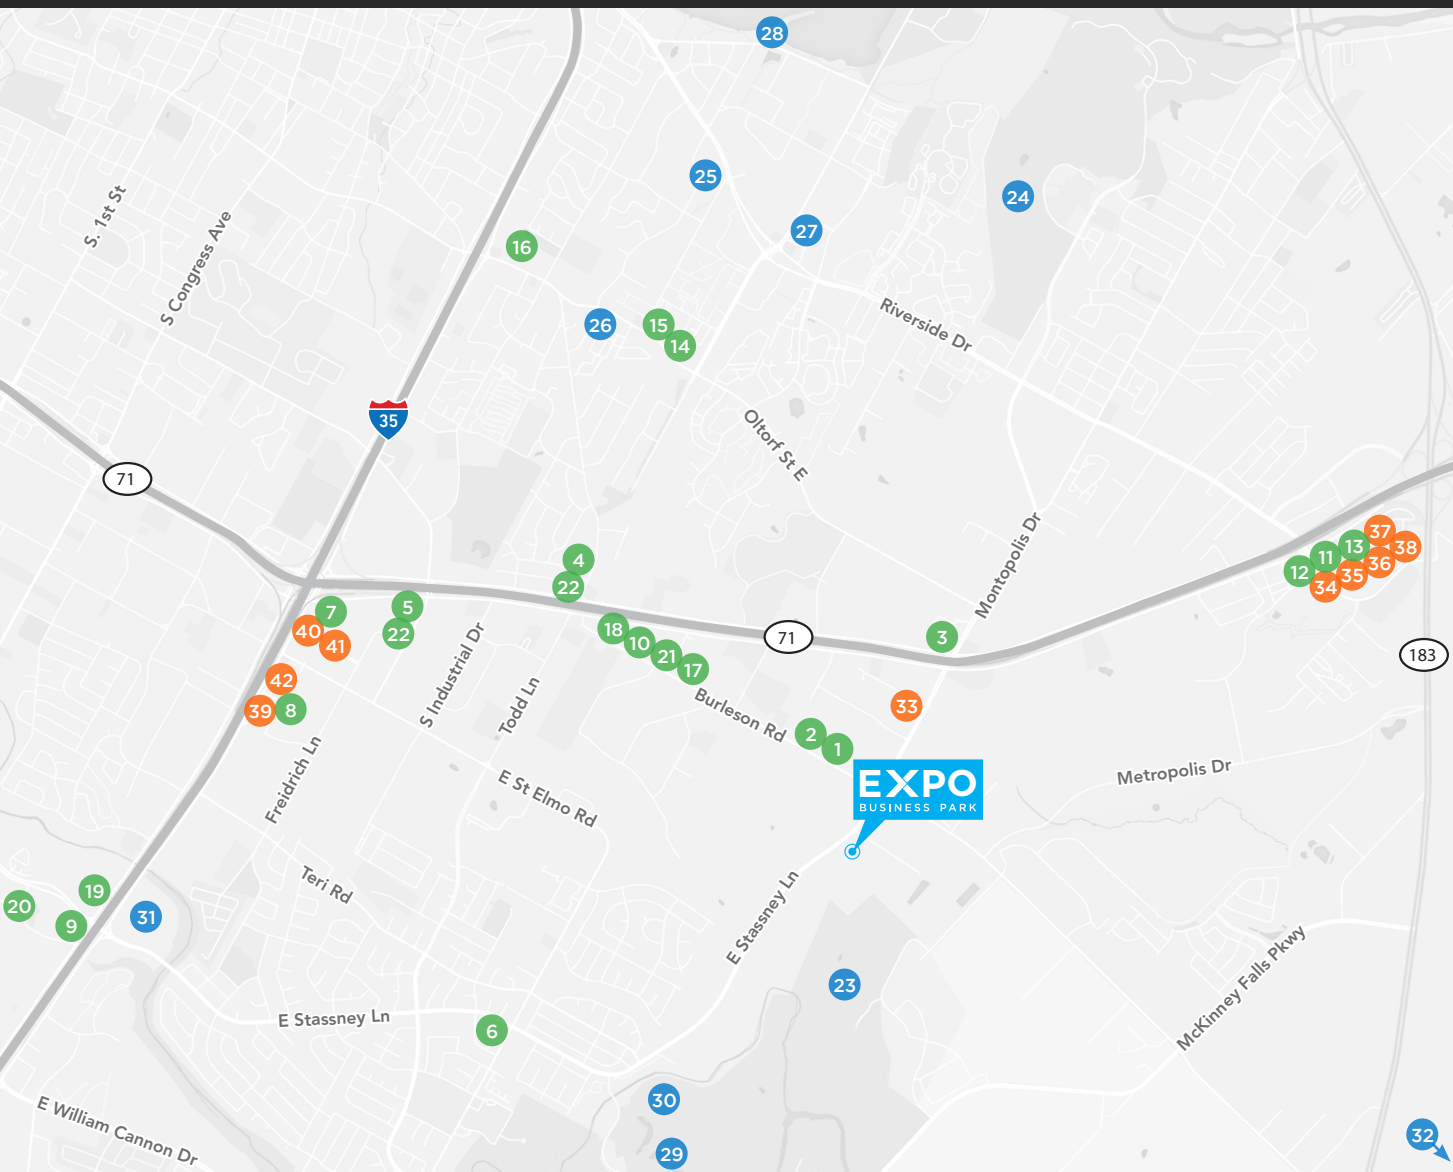 28
25
24
27
S. 1st St
S Congress Ave
16
26
15
14
Riverside Dr
35
Oltorf St E
71
37
38
13
11
36
12
35
34
4
22
Montopolis Dr
7
5
40
22
41
18
10
21
17
71
3
183
S Industrial Dr
42
39
8
Todd Ln
Burleson Rd
33
2
1
EXPO
BUSINESS PARK
Metropolis Dr
Freidrich Ln
E St Elmo Rd
Teri Rd
19
20
9
31
E Stassney Ln
McKinney Falls Pkwy
23
E Stassney Ln
6
30
29
32
E William Cannon Dr